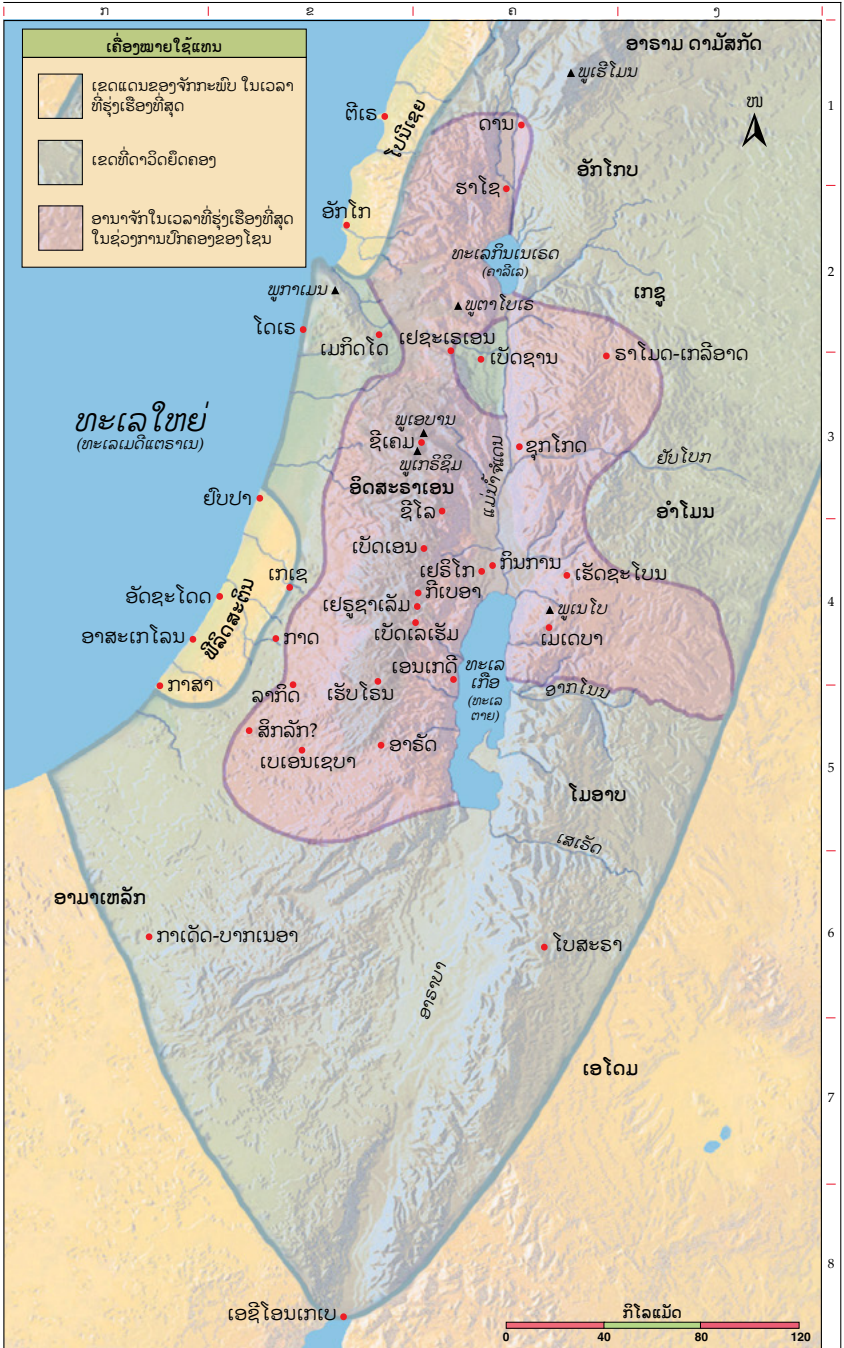 ກ
ຂ
ຄ
ງ
ເຄື່ອງໝາຍໃຊ້ແທນ
ເຂດແດນຂອງຈັກກະພົບ ໃນເວລາ
ທີ່ຮຸ່ງເຮືອງທີ່ສຸດ
ເຂດທີ່ດາວິດຍຶດຄອງ
ອານາຈັກໃນເວລາທີ່ຮຸ່ງເຮືອງທີ່ສຸດ
ໃນຊ່ວງການປົກຄອງຂອງໂຊນ
ອາຣາມ ດາມັສກັດ
ພູເຮີໂມນ
1
ໜ
ຕີເຣ
ໂປນີເຊຍ
ດານ
ອັກໂກບ
ຮາໂຊ
ອັກໂກ
ທະເລກິນເນເຣດ
(ຄາລີເລ)
2
ພູກາເມນ
ພູຕາໂບເຣ
ເກຊູ
ໂດເຣ
ເມກິດໂດ
ເຢຊະເຣເອນ
ເບັດຊານ
ຣາໂມດ-ເກລີອາດ
ທະເລໃຫຍ່
(ທະເລເມດີແຕຣາເນ)
ພູເອບານ
ຊີເຄມ
ພູເກຣິຊິມ
ແມ່ນ້ຳຈໍແດນ
ຊຸກໂກດ
3
ຢັບໂບກ
ອິດສະຣາເອນ
ຊີໂລ
ອຳໂມນ
ຢົບປາ
ເບັດເອນ
ກິນການ
ເຢຣິໂກ
ເຮັດຊະໂບນ
ເກເຊ
ກີເບອາ
4
ອັດຊະໂດດ
ເຢຣູຊາເລັມ
ພູເນໂບ
ຟີລິດສະຕິນ
ເບັດເລເຮັມ
ເມເດບາ
ອາສະເກໂລນ
ກາດ
ເອນເກດີ
ທະເລ
ເກືອ
(ທະເລ
ຕາຍ)
ກາສາ
ລາກິດ
ເຮັບໂຣນ
ອາກໂນນ
ສິກລັກ?
ອາຣັດ
ເບເອນເຊບາ
5
ໂມອາບ
ເສເຣັດ
ອາມາເຫລັກ
ກາເດັດ-ບາກເນອາ
ໂບສະຣາ
6
ອາຣາບາ
ເອໂດມ
7
8
ເອຊີໂອນເກເບ
ກິໂລແມັດ
0
40
80
120